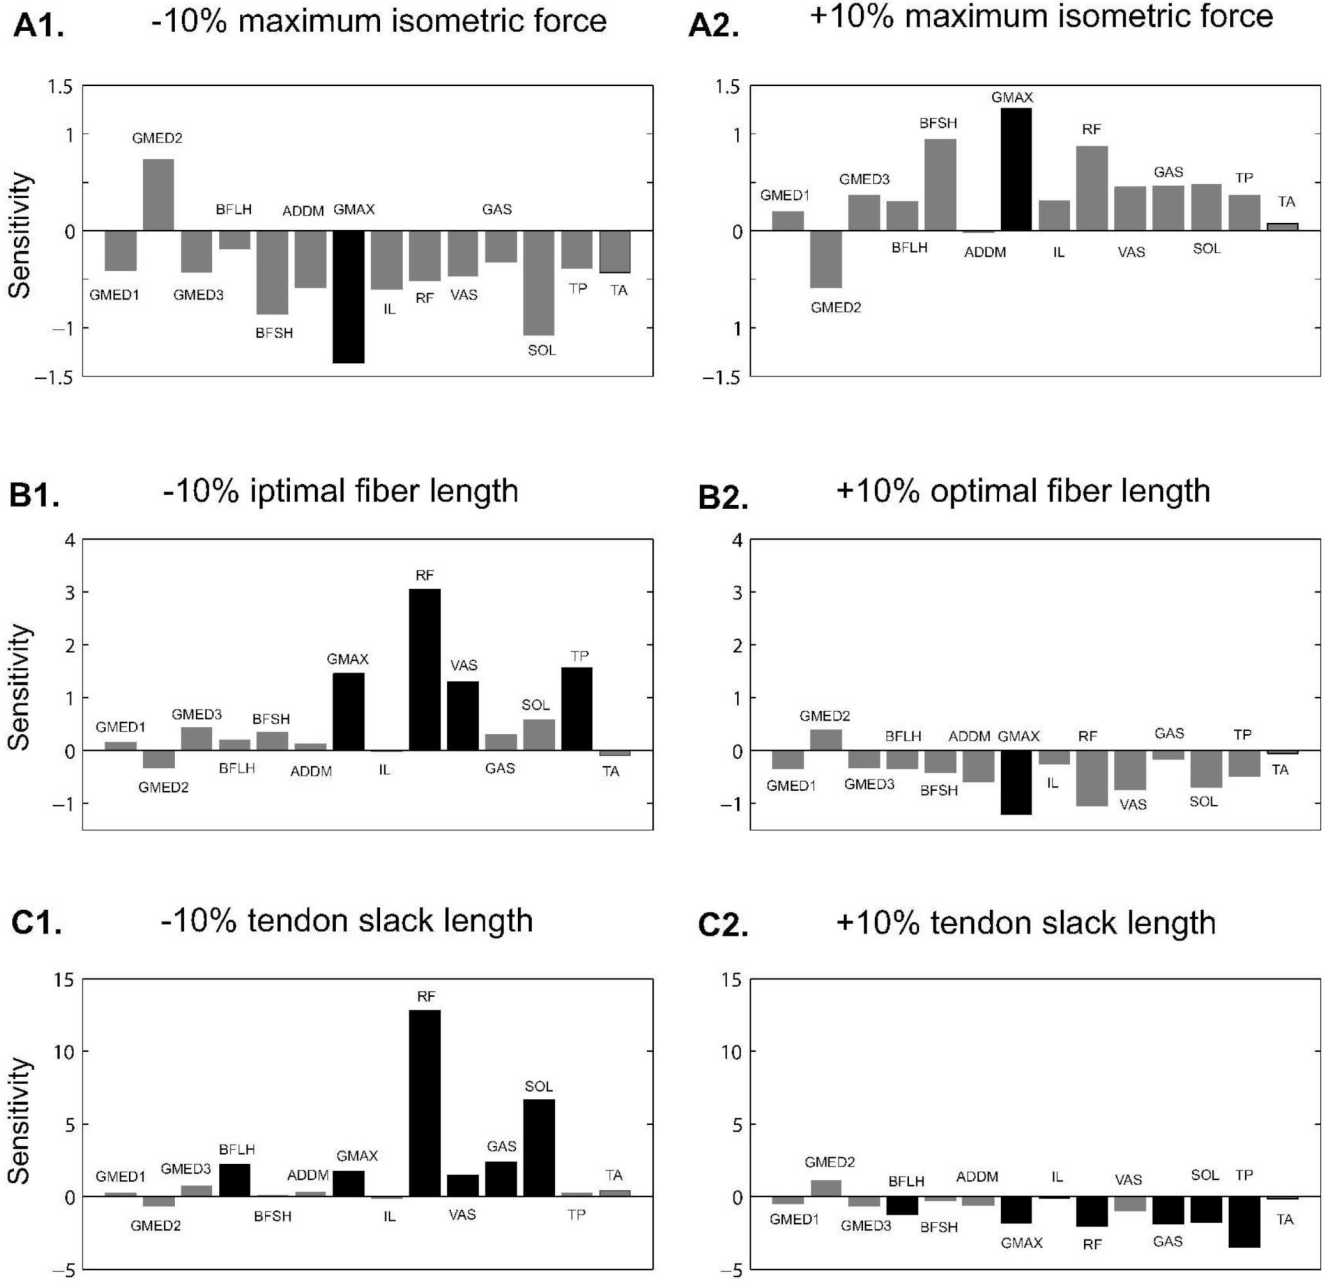 A1. -10% maximum isometric force
A2. +10% maximum isometric force
Sensitivity
1.5
1
0
−1
−1.5
GMED2
BFLH
ADDM
GMAX
GAS
GMED1
GMED3
BFSH
IL
RF
VAS
SOL
TP
TA
1.5
1
0
1
−1.5
GMAX
BFSH
RF
GMED1
GMED3
GAS
TP
TA
BFLH
ADDM
IL
VAS
SOL
GMED2
B1. -10% iptimal fiber length
B2. +10% optimal fiber length
Sensitivity
4
3
2
1
0
−1
RF
GMAX
VAS
TP
GMED1
GMED3
BFSH
SOL
GMED2
BFLH
ADDM
IL
GAS
TA
4
3
2
1
0
−1
GMED2
BFLH
ADDM
GMAX
RF
GAS
TP
GMED1
GMED3
BFSH
IL
VAS
SOL
TA
C1. -10% tendon slack length
C2. +10% tendon slack length
Sensitivity
15
10
5
0
−5
RF
SOL
BFLH
GMAX
GAS
GMED1
GMED3
ADDM
TA
GMED2
BFSH
IL
VAS
TP
15
10
5
0
−5
GMED2
BFLH
ADDM
IL
VAS
SOL
TP
GMED1
GMED3
BFSH
GMAX
RF
GAS
TA